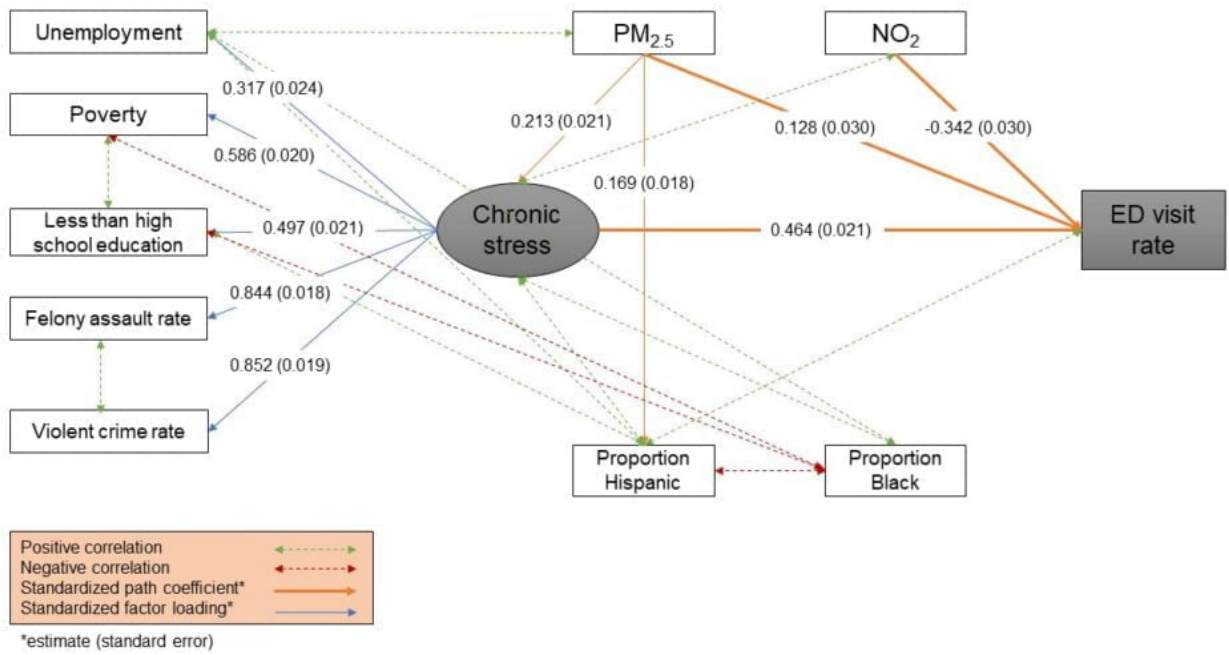 Unemployment
PM2.5
NO2
0.317 (0.024)
Poverty
0.213 (0.021)
0.128 (0.030)
-0.342 (0.030)
0.586 (0.020)
0.169 (0.018)
Less than high
school education
0.497 (0.021)
Chronic
stress
0.464 (0.021)
ED visit
rate
0.844 (0.018)
Felony assault rate
0.852 (0.019)
Violent crime rate
Proportion
Hispanic
Proportion
Black
Positive correlation
Negative correlation
Standardized path coefficient*
Standardized factor loading*
*estimate (standard error)